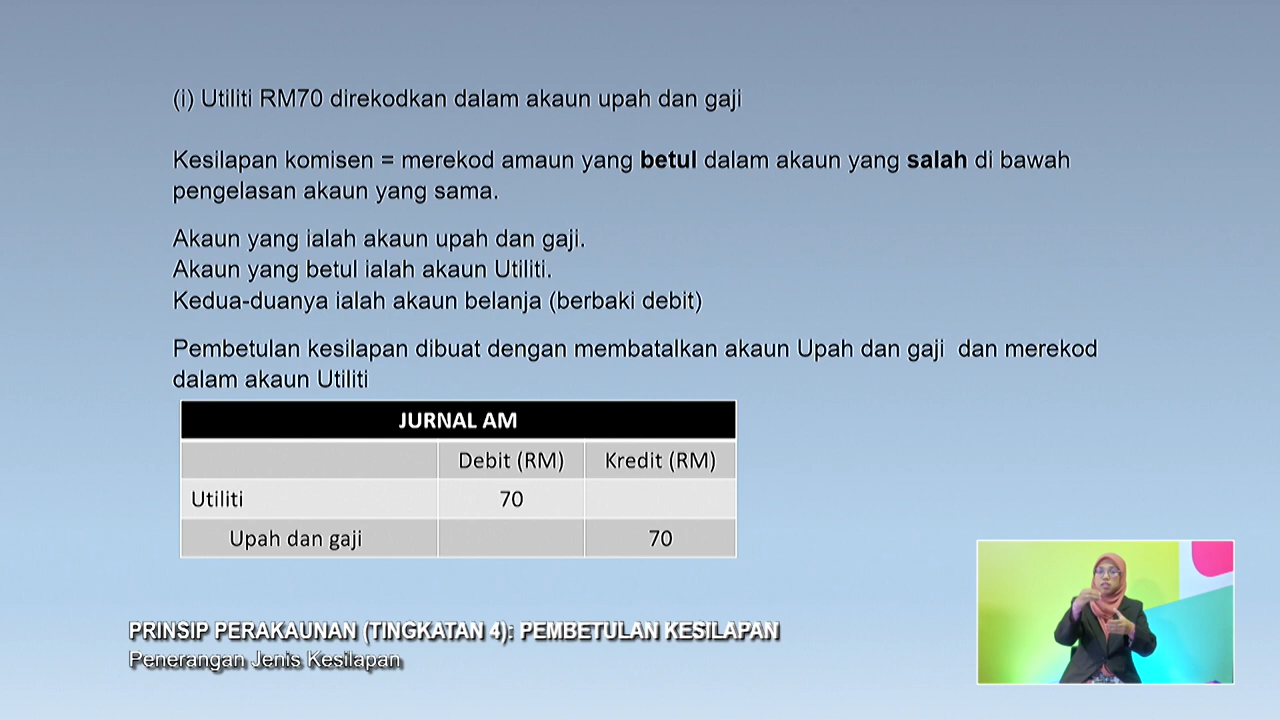 (i) Utiliti RM70 direkodkan dalam akaun upah dan gaji
Kesilapan komisen = merekod amaun yang betul dalam akaun yang salah di bawah
pengelasan akaun yang sama.
Akaun yang ialah akaun upah dan gaji.
Akaun yang betul ialah akaun Utiliti.
Kedua-duanya ialah akaun belanja (berbaki debit)
Pembetulan kesilapan dibuat dengan membatalkan akaun Upah dan gaji dan merekod
dalam akaun Utiliti
JURNAL AM
Debit (RM) Kredit (RM)
Utiliti 70
Upah dan gaji 70
PRINSIP PERAKAUNAN (TINGKATAN 4): PEMBETULAN KESILAPAN
Penerangan Jenis Kesilapan